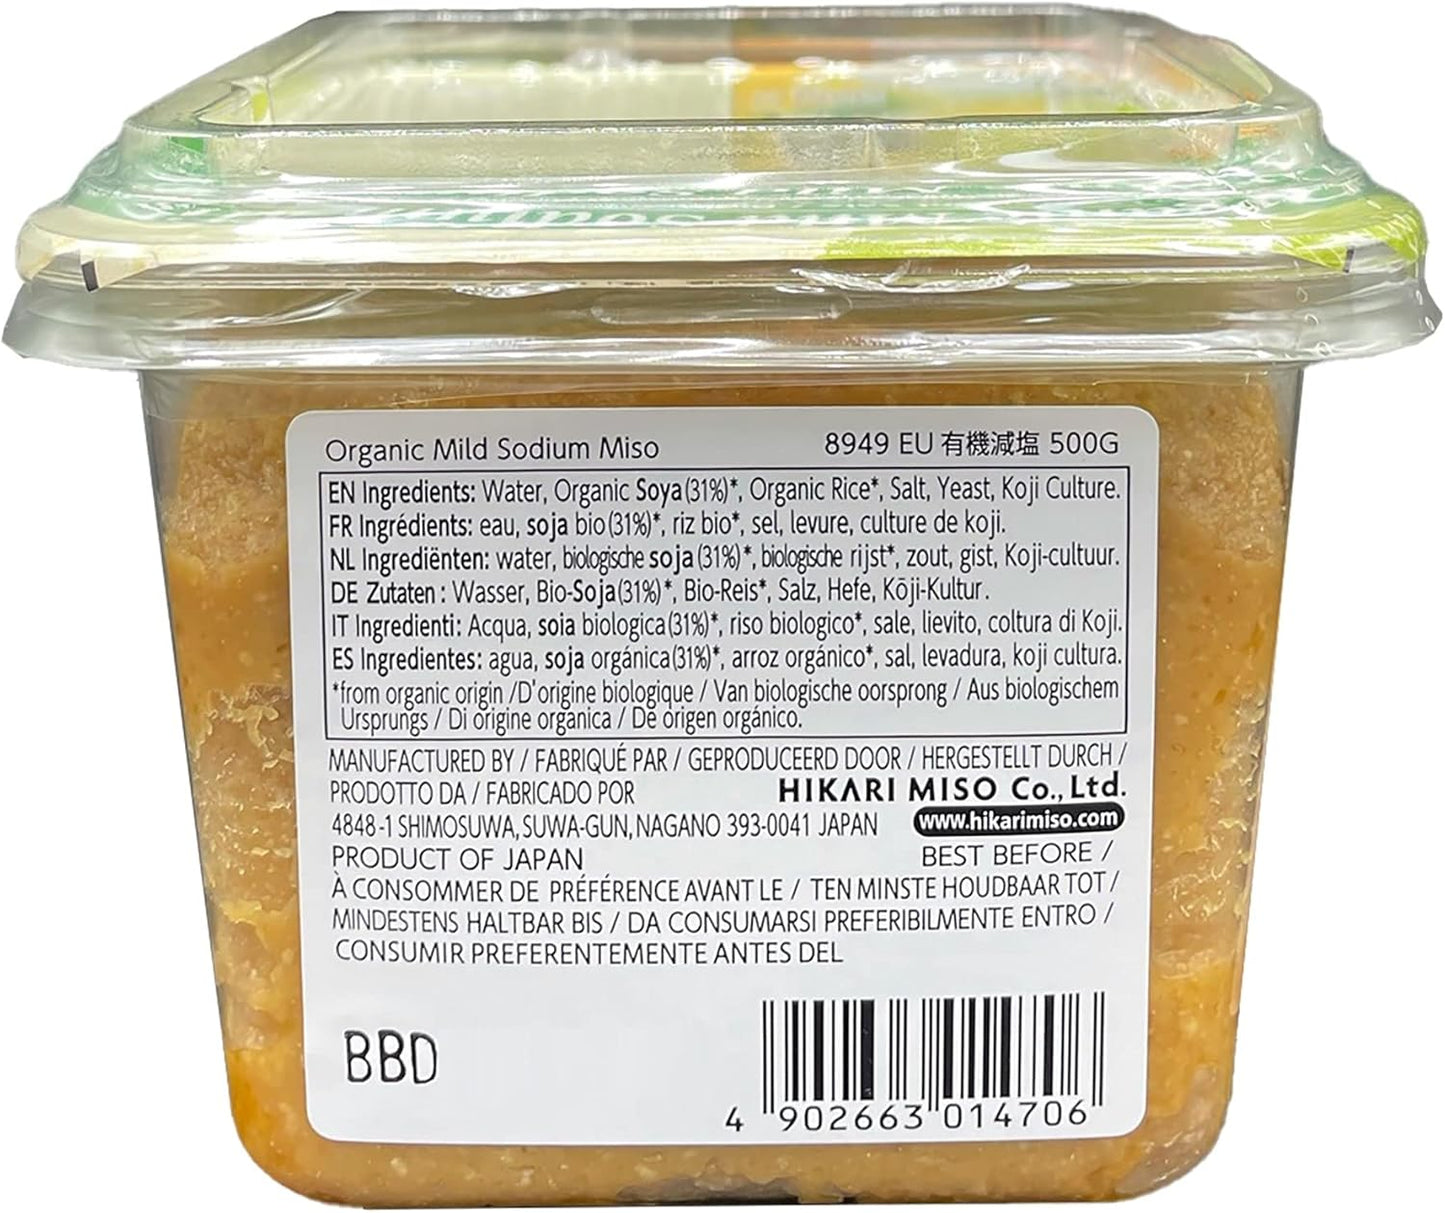 Organic Mild Sodium Miso 8949 EU 有機減塩 500G
EN Ingredients: Water, Organic Soya(31%)*, Organic Rice*, Salt, Yeast, Koji Culture.
FR Ingrédients: eau, soja bio(31%)*, riz bio*, sel, levure, culture de koji.
NL Ingrediënten: water, biologische soja(31%)*, biologische rijst*, zout, gist, Koji-cultuur.
DE Zutaten : Wasser, Bio-Soja(31%)*, Bio-Reis*, Salz, Hefe, Kōji-Kultur.
IT Ingredienti: Acqua, soia biologica(31%)*, riso biologico*, sale, lievito, coltura di Koji.
ES Ingredientes: agua, soja orgánica(31%)*, arroz orgánico*, sal, levadura, koji cultura.
*from organic origin /D'origine biologique / Van biologische oorsprong / Aus biologischem
Ursprungs / Di origine organica / De origen orgánico.
MANUFACTURED BY / FABRIQUÉ PAR / GEPRODUCEERD DOOR / HERGESTELLT DURCH /
PRODOTTO DA / FABRICADO POR HIKARI MISO Co., Ltd.
4848-1 SHIMOSUWA, SUWA-GUN, NAGANO 393-0041 JAPAN www.hikarimiso.com
PRODUCT OF JAPAN BEST BEFORE /
À CONSOMMER DE PRÉFÉRENCE AVANT LE / TEN MINSTE HOUDBAAR TOT /
MINDESTENS HALTBAR BIS / DA CONSUMARSI PREFERIBILMENTE ENTRO /
CONSUMIR PREFERENTEMENTE ANTES DEL
BBD
4 902663 014706